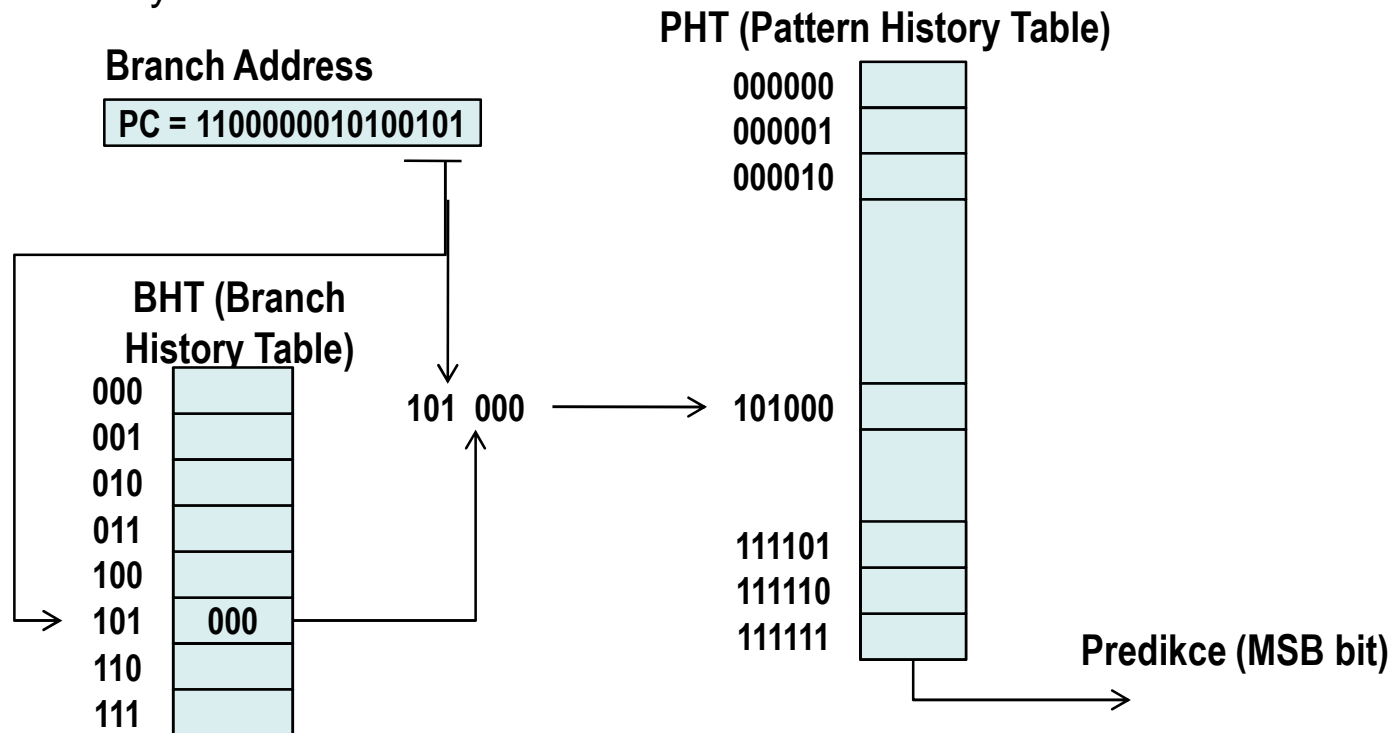 PHT (Pattern History Table)
Branch Address
PC = 1100000010100101
000000
000001
000010
BHT (Branch
History Table)
000
001
010
011
100
101 000
110
111
101 000
101000
111101
111110
111111
Predikce (MSB bit)